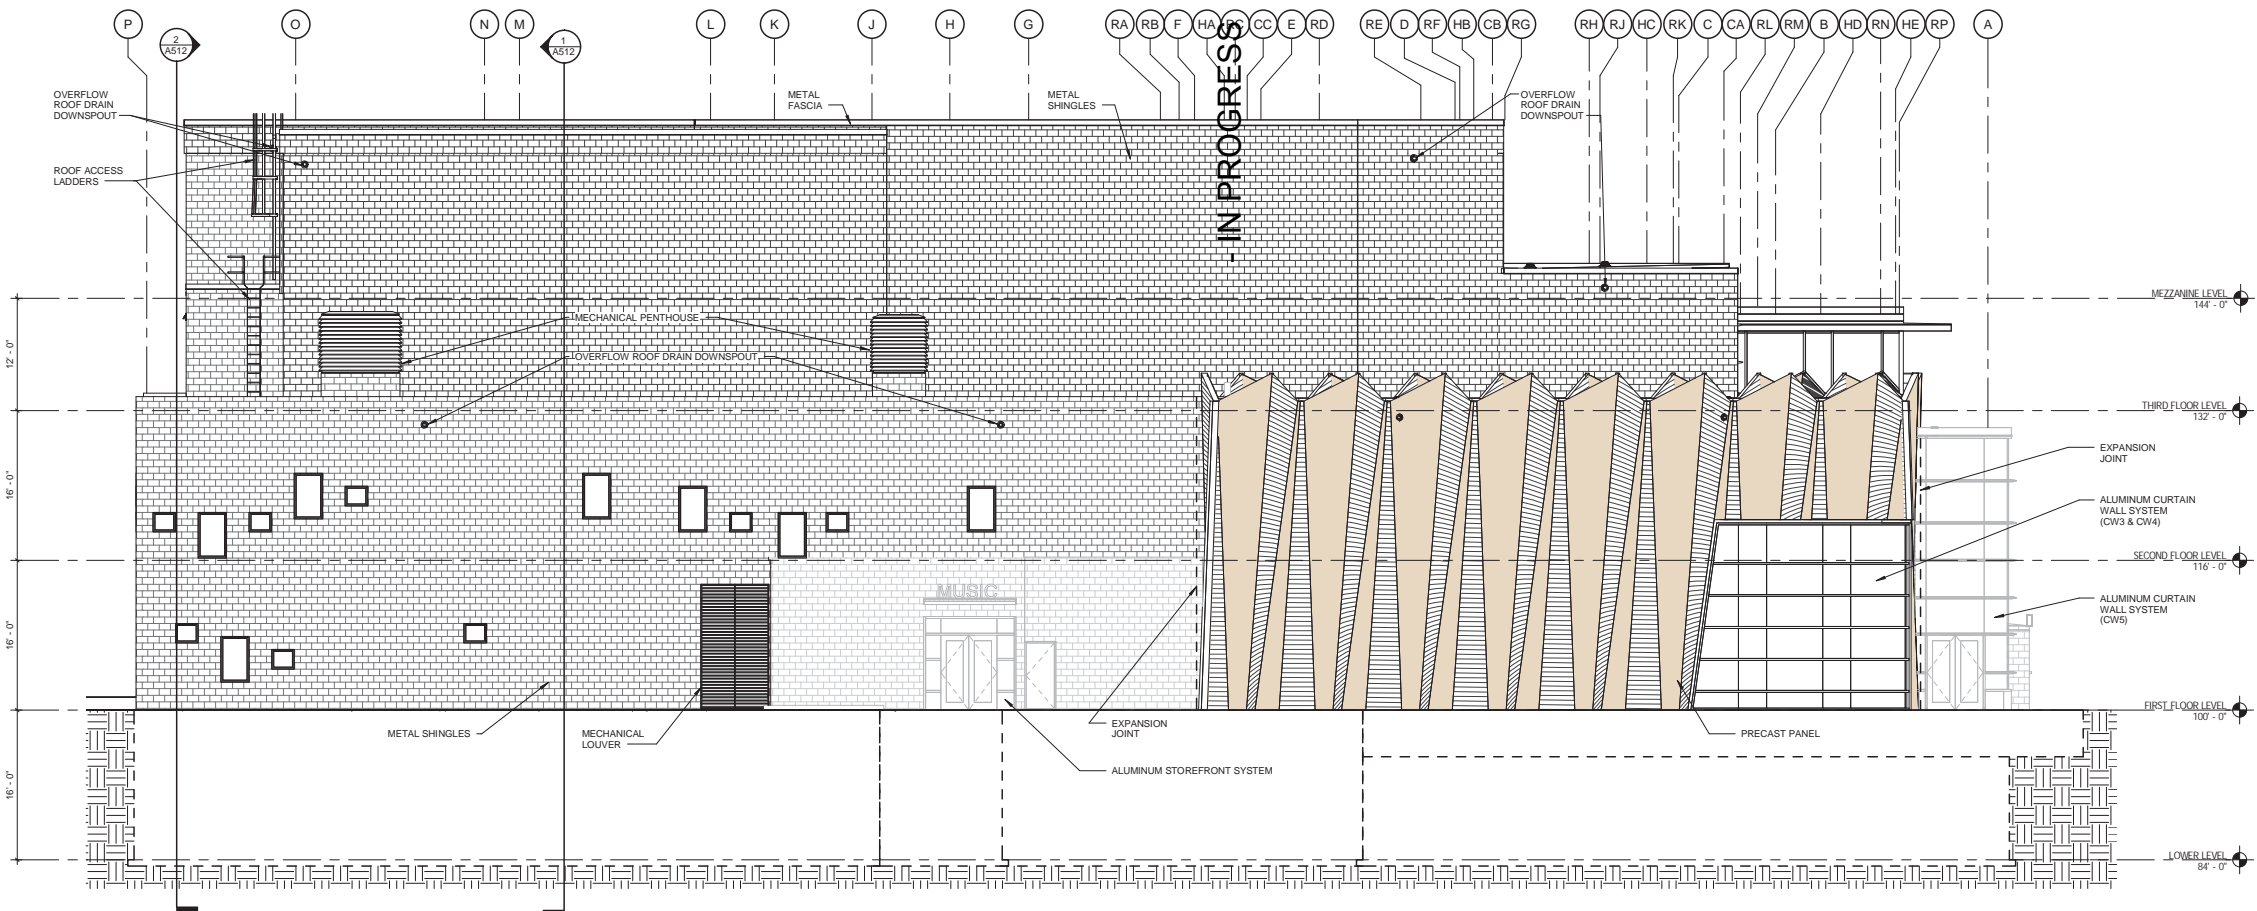 P
O
N
M
L
K
J
H
G
RA
RB
F
HA
RC
CC
E
RD
RE
D
RF
HB
CB
RG
RH
RJ
HC
RK
C
CA
RL
RM
B
HD
RN
HE
RP
A
2
A512
1
A512
- IN PROGRESS
OVERFLOW
ROOF DRAIN
DOWNSPOUT
METAL
FASCIA
METAL
SHINGLES
OVERFLOW
ROOF DRAIN
DOWNSPOUT
ROOF ACCESS
LADDERS
MEZZANINE LEVEL
144' - 0"
MECHANICAL PENTHOUSE
12' - 0"
OVERFLOW ROOF DRAIN DOWNSPOUT
THIRD FLOOR LEVEL
132' - 0"
EXPANSION
JOINT
16' - 0"
ALUMINUM CURTAIN
WALL SYSTEM
(CW3 & CW4)
SECOND FLOOR LEVEL
116' - 0"
MUSIC
ALUMINUM CURTAIN
WALL SYSTEM
(CW5)
16' - 0"
FIRST FLOOR LEVEL
100' - 0"
METAL SHINGLES
MECHANICAL
LOUVER
EXPANSION
JOINT
PRECAST PANEL
ALUMINUM STOREFRONT SYSTEM
16' - 0"
LOWER LEVEL
84' - 0"